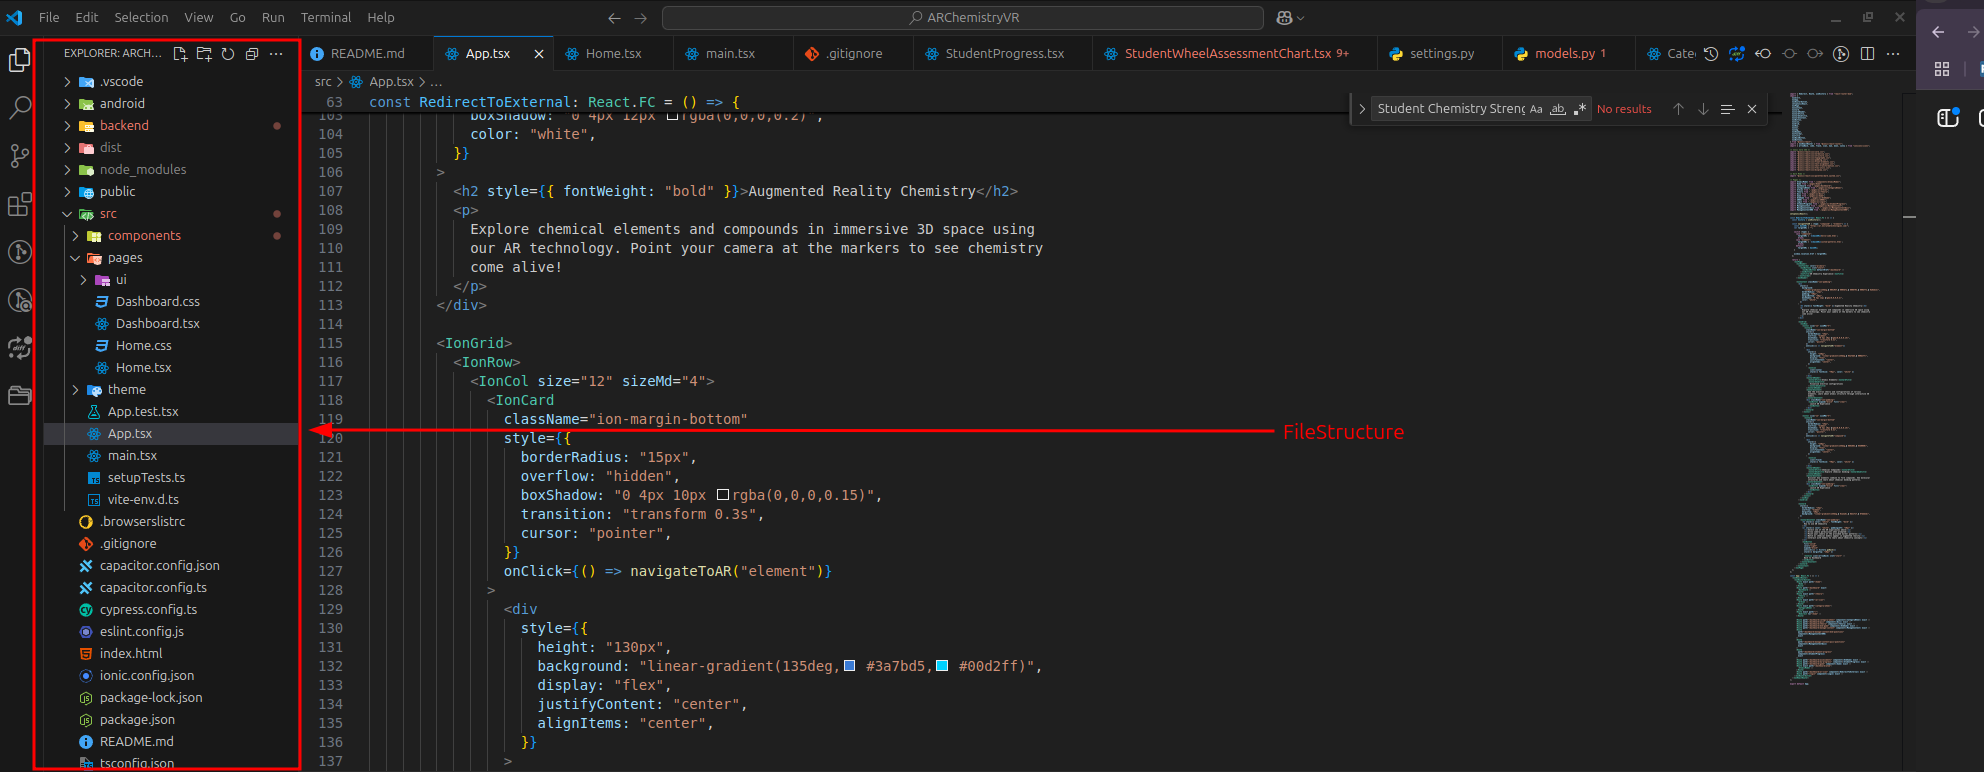 File Edit Selection View Go Run Terminal Help
ARChemistryVR
EXPLORER: ARCH...
.vscode
android
backend
dist
node_modules
public
src
components
pages
ui
Dashboard.css
Dashboard.tsx
Home.css
Home.tsx
theme
App.test.tsx
App.tsx
main.tsx
setupTests.ts
vite-env.d.ts
.browserslistrc
.gitignore
capacitor.config.json
capacitor.config.ts
cypress.config.ts
eslint.config.js
index.html
ionic.config.json
package-lock.json
package.json
README.md
tsconfig.json
README.md App.tsx Home.tsx main.tsx .gitignore StudentProgress.tsx StudentWheelAssessmentChart.tsx 9+ settings.py models.py 1 Cate
src > App.tsx > ...
Student Chemistry Streng Aa ab .* No results
63 const RedirectToExternal: React.FC = () => {
103 boxShadow: "0 4px 12px rgba(0,0,0,0.2)",
104 color: "white",
105 }}
106 >
107 <h2 style={{ fontWeight: "bold" }}>Augmented Reality Chemistry</h2>
108 <p>
109 Explore chemical elements and compounds in immersive 3D space using
110 our AR technology. Point your camera at the markers to see chemistry
111 come alive!
112 </p>
113 </div>
114
115 <IonGrid>
116 <IonRow>
117 <IonCol size="12" sizeMd="4">
118 <IonCard
119 className="ion-margin-bottom"
120 style={{
121 borderRadius: "15px",
122 overflow: "hidden",
123 boxShadow: "0 4px 10px rgba(0,0,0,0.15)",
124 transition: "transform 0.3s",
125 cursor: "pointer",
126 }}
127 onClick={() => navigateToAR("element")}
128 >
129 <div
130 style={{
131 height: "130px",
132 background: "linear-gradient(135deg, #3a7bd5, #00d2ff)",
133 display: "flex",
134 justifyContent: "center",
135 alignItems: "center",
136 }}
137 >
FileStructure